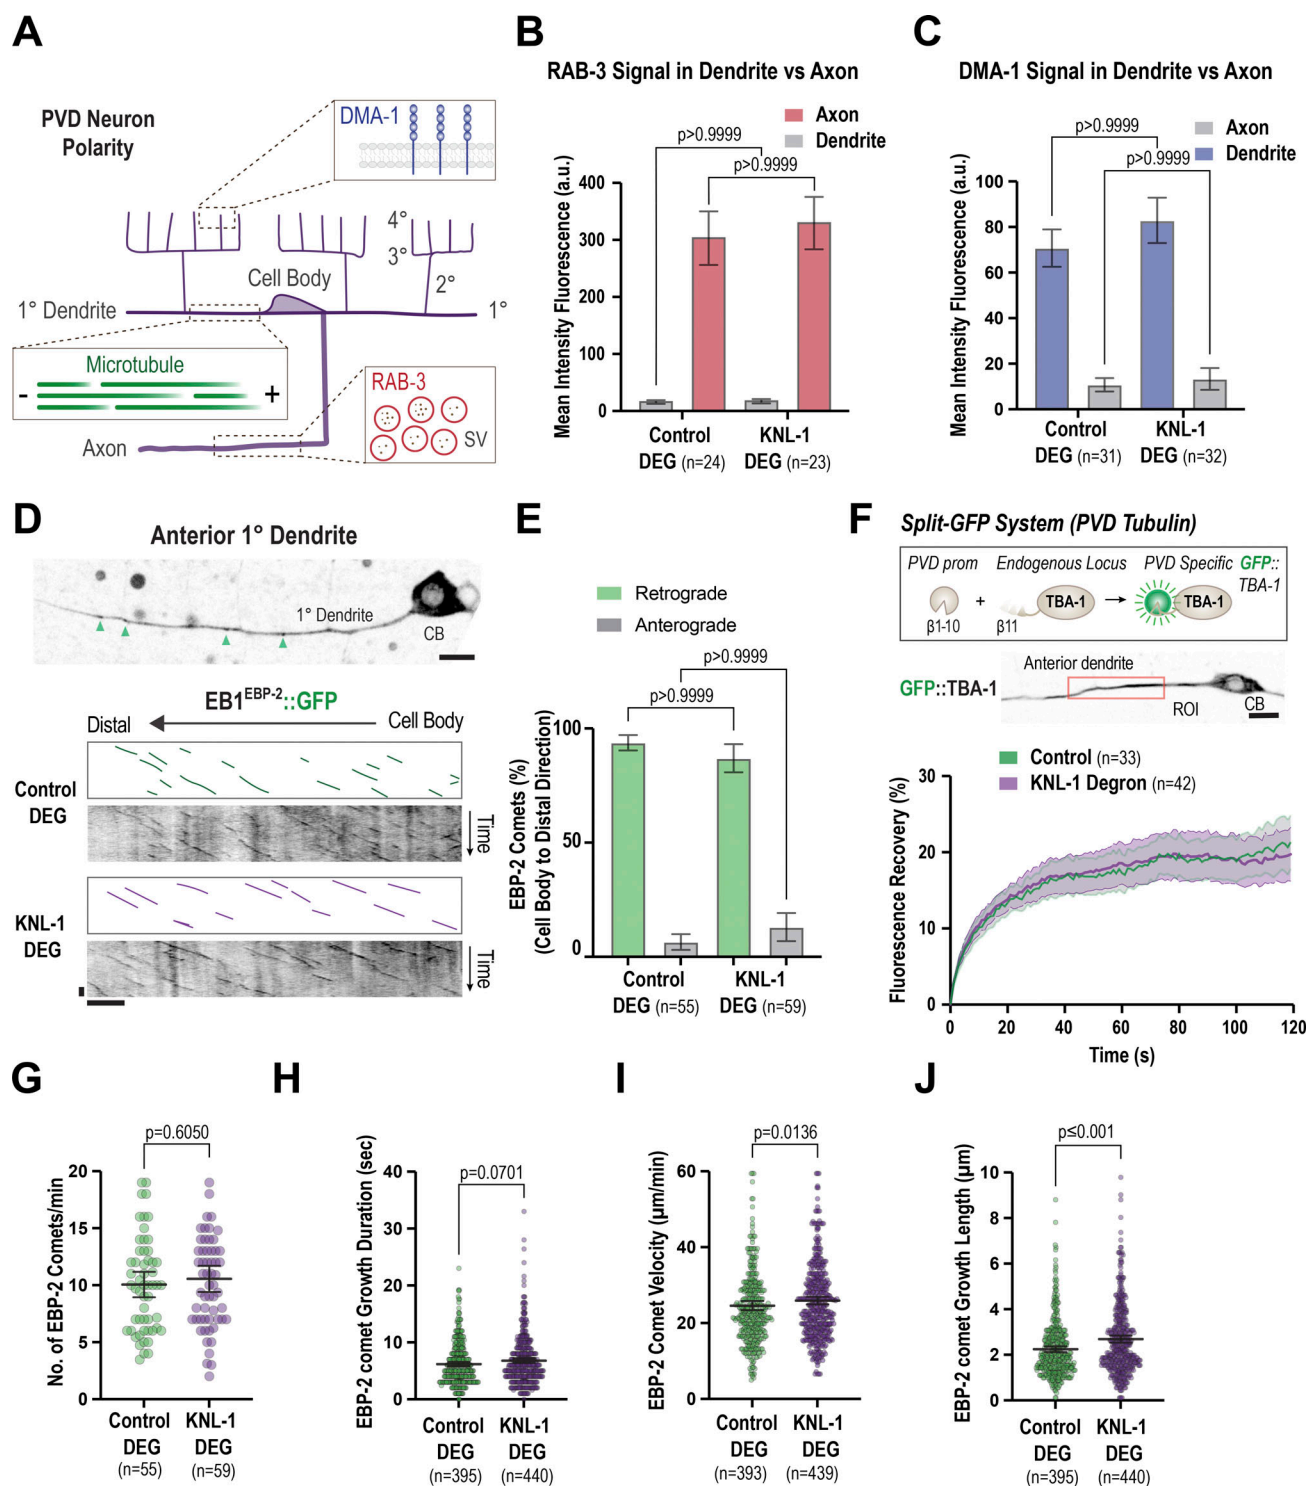 A
PVD Neuron
Polarity
DMA-1
4°
3°
2°
Cell Body
1° Dendrite
1°
Microtubule
-
+
RAB-3
SV
Axon
B
RAB-3 Signal in Dendrite vs Axon
Axon
Dendrite
p>0.9999
p>0.9999
Mean Intensity Fluorescence (a.u.)
400
300
200
100
0
Control
DEG (n=24)
KNL-1
DEG (n=23)
C
DMA-1 Signal in Dendrite vs Axon
Axon
Dendrite
p>0.9999
p>0.9999
Mean Intensity Fluorescence (a.u.)
100
80
60
40
20
0
Control
DEG (n=31)
KNL-1
DEG (n=32)
D
Anterior 1° Dendrite
1° Dendrite
CB
EB1EBP-2::GFP
Distal
Cell Body
Control
DEG
Time
KNL-1
DEG
Time
E
Retrograde
Anterograde
p>0.9999
p>0.9999
EBP-2 Comets (%)
(Cell Body to Distal Direction)
100
50
0
Control
DEG (n=55)
KNL-1
DEG (n=59)
F
Split-GFP System (PVD Tubulin)
PVD prom
Endogenous Locus
PVD Specific GFP::
TBA-1
+
TBA-1
TBA-1
β1-10
β11
Anterior dendrite
GFP::TBA-1
ROI
CB
Control (n=33)
KNL-1 Degron (n=42)
Fluorescence Recovery (%)
30
20
10
0
0 20 40 60 80 100 120
Time (s)
G
p=0.6050
No. of EBP-2 Comets/min
20
15
10
5
0
Control
DEG
(n=55)
KNL-1
DEG
(n=59)
H
p=0.0701
EBP-2 comet Growth Duration (sec)
40
30
20
10
0
Control
DEG
(n=395)
KNL-1
DEG
(n=440)
I
p=0.0136
EBP-2 Comet Velocity (µm/min)
60
40
20
0
Control
DEG
(n=393)
KNL-1
DEG
(n=439)
J
p≤0.001
EBP-2 comet Growth Length (µm)
10
8
6
4
2
0
Control
DEG
(n=395)
KNL-1
DEG
(n=440)